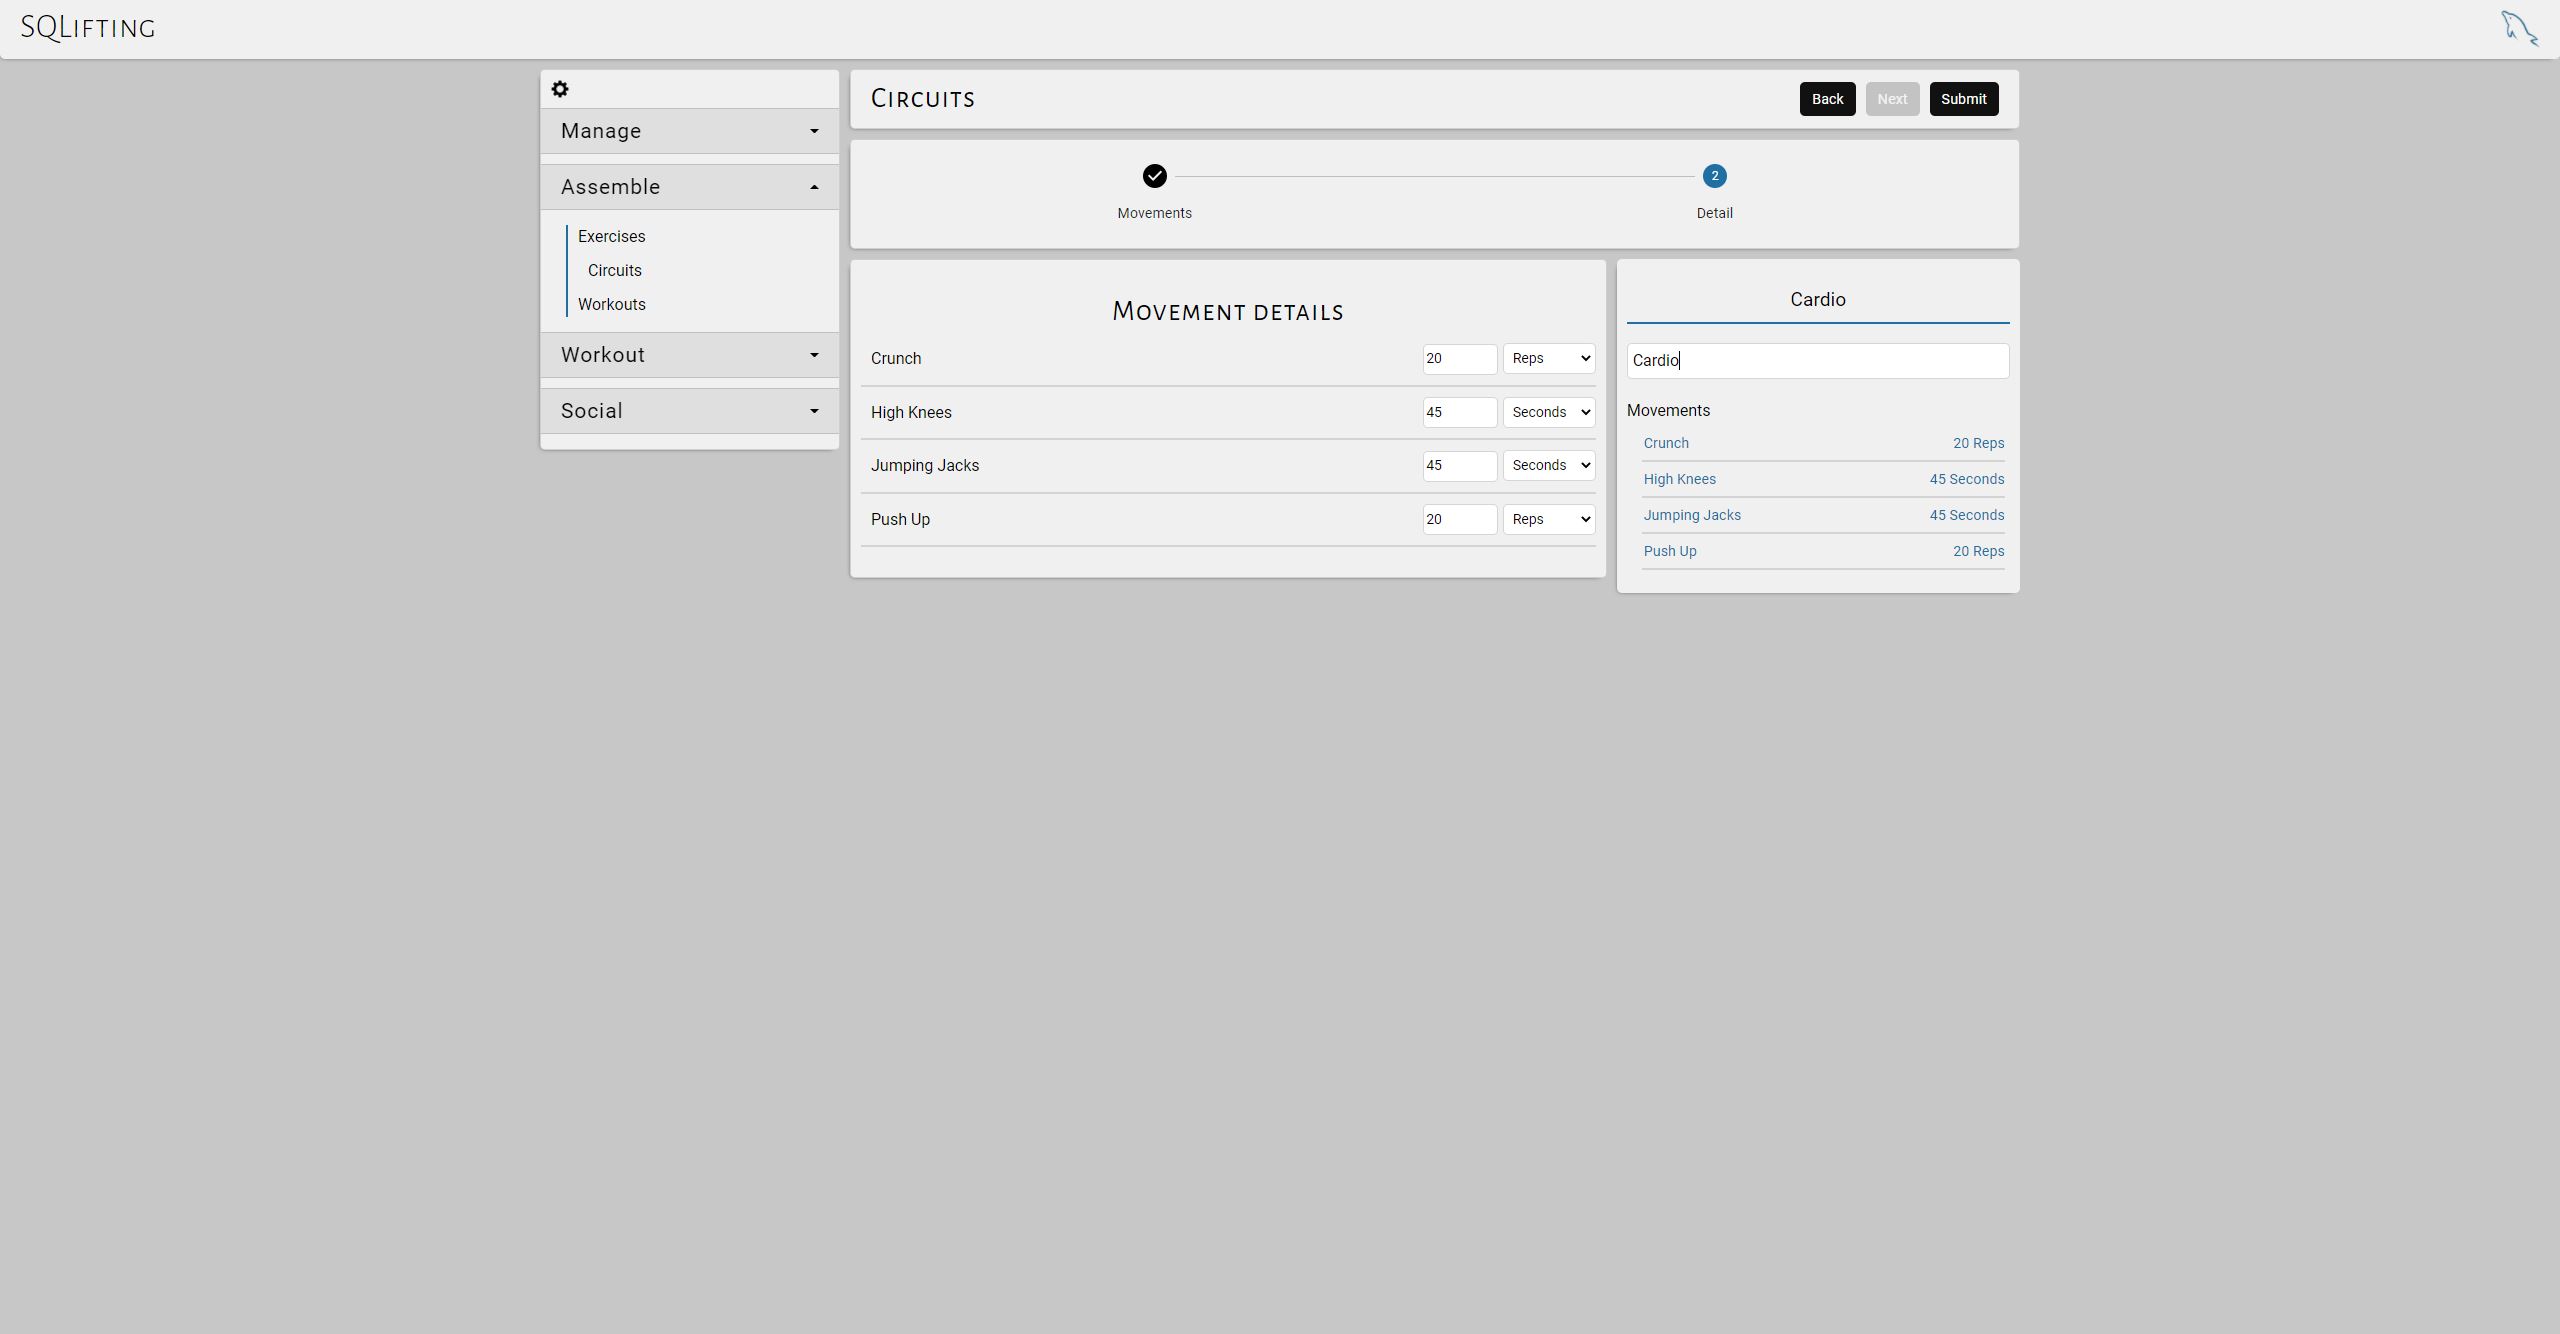 SQLifting
Manage
Assemble
Exercises
Circuits
Workouts
Workout
Social
Circuits
Back Next Submit
2
Movements Detail
Movement details
Crunch 20 Reps
High Knees 45 Seconds
Jumping Jacks 45 Seconds
Push Up 20 Reps
Cardio
Cardio
Movements
Crunch 20 Reps
High Knees 45 Seconds
Jumping Jacks 45 Seconds
Push Up 20 Reps